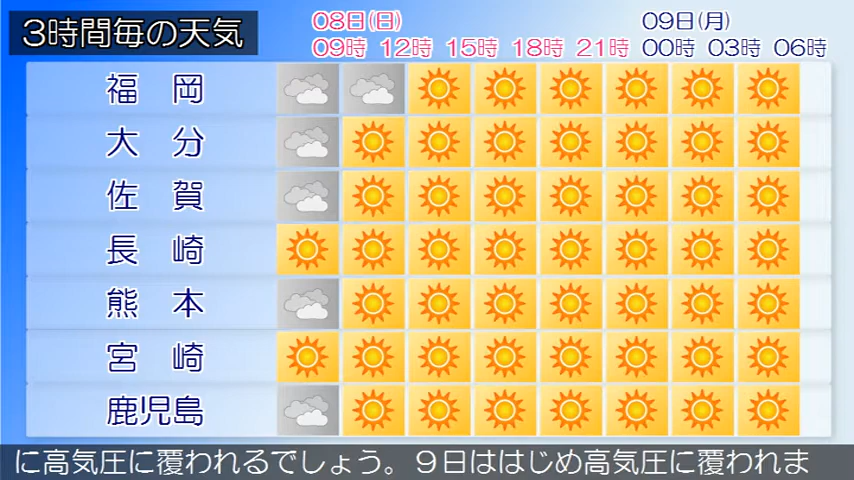 3時間毎の天気
08日(日) 09日(月)
09時 12時 15時 18時 21時 00時 03時 06時
福岡
大分
佐賀
長崎
熊本
宮崎
鹿児島
に高気圧に覆われるでしょう。９日ははじめ高気圧に覆われま